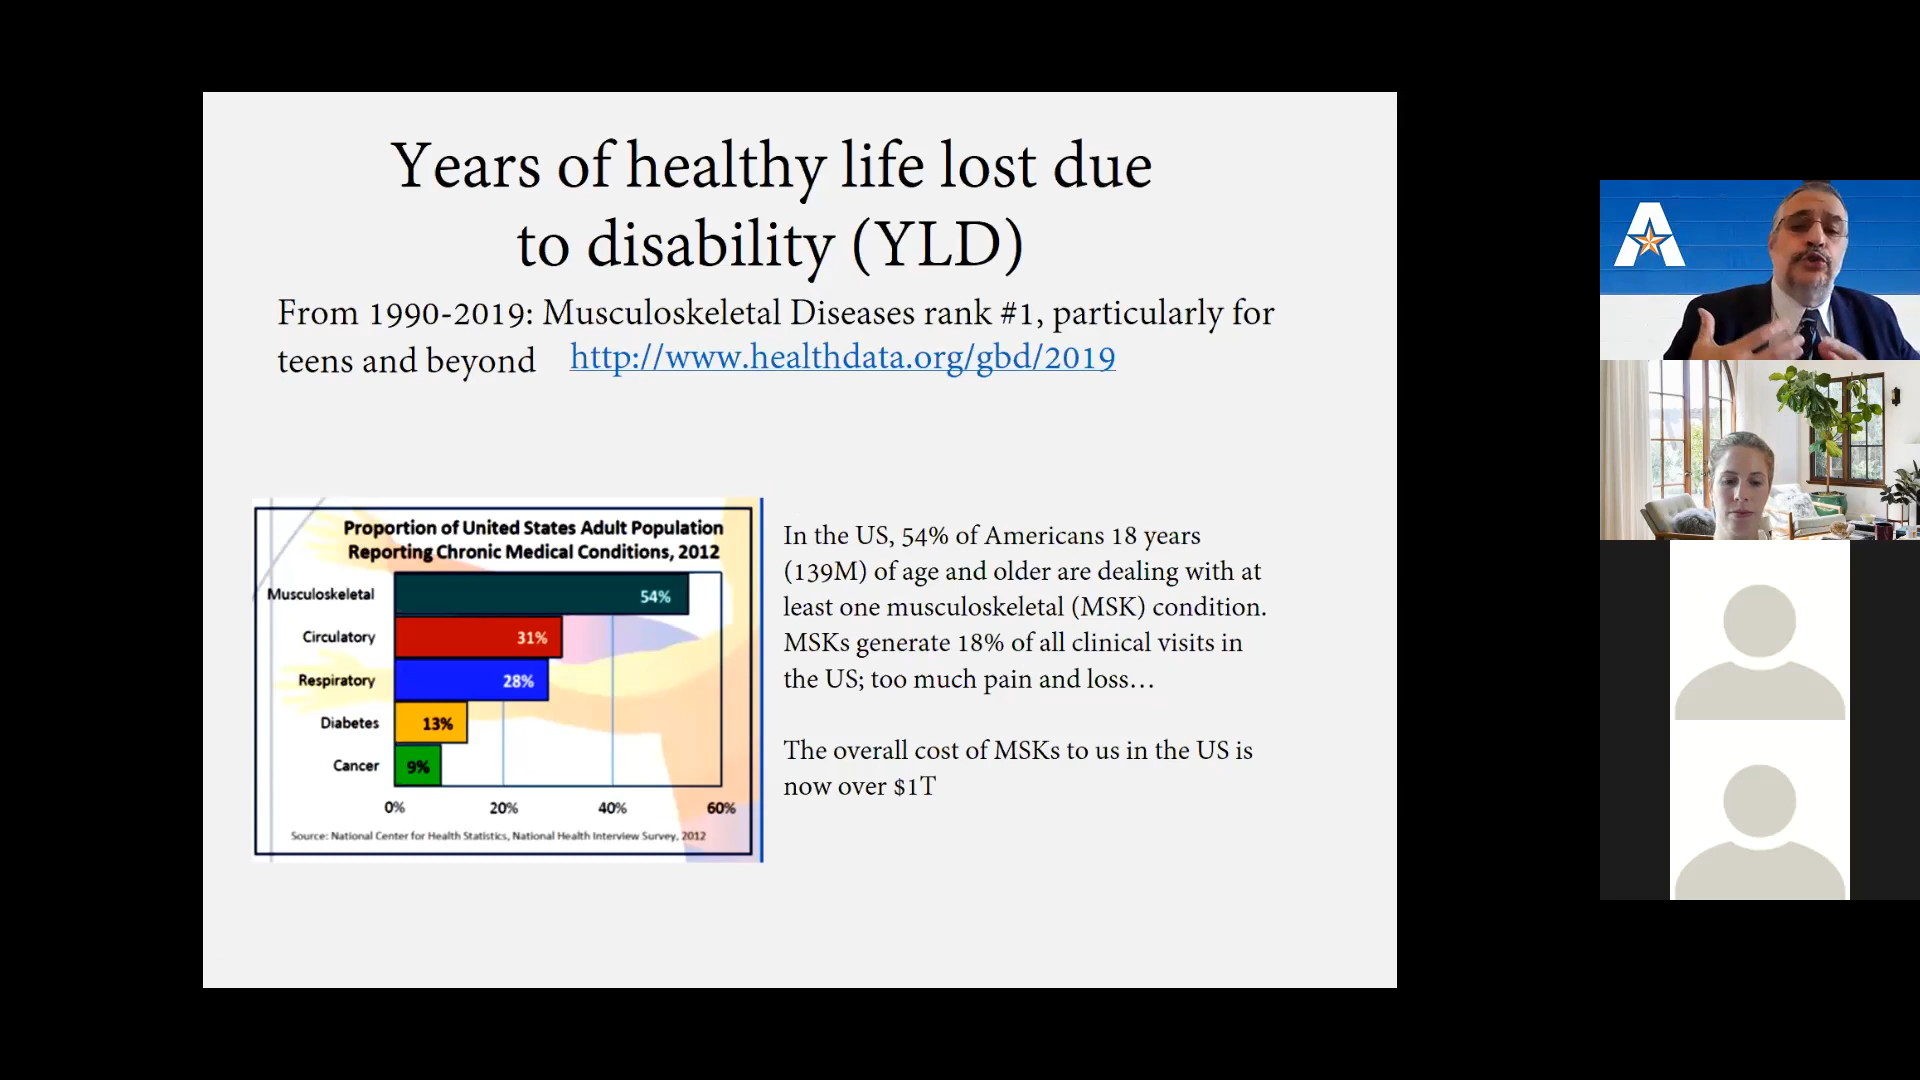 Years of healthy life lost due
to disability (YLD)
From 1990-2019: Musculoskeletal Diseases rank #1, particularly for
teens and beyond http://www.healthdata.org/gbd/2019
Proportion of United States Adult Population
Reporting Chronic Medical Conditions, 2012
Musculoskeletal 54%
Circulatory 31%
Respiratory 28%
Diabetes 13%
Cancer 9%
0% 20% 40% 60%
Source: National Center for Health Statistics, National Health Interview Survey, 2012
In the US, 54% of Americans 18 years
(139M) of age and older are dealing with at
least one musculoskeletal (MSK) condition.
MSKs generate 18% of all clinical visits in
the US; too much pain and loss…
The overall cost of MSKs to us in the US is
now over $1T
A